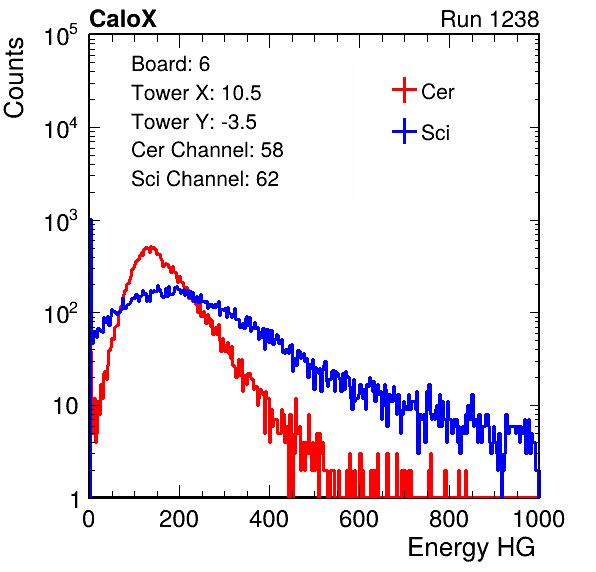 CaloX Run 1238
Counts
10^5
10^4
10^3
10^2
10
1
Board: 6
Tower X: 10.5
Tower Y: -3.5
Cer Channel: 58
Sci Channel: 62
Cer
Sci
0 200 400 600 800 1000
Energy HG